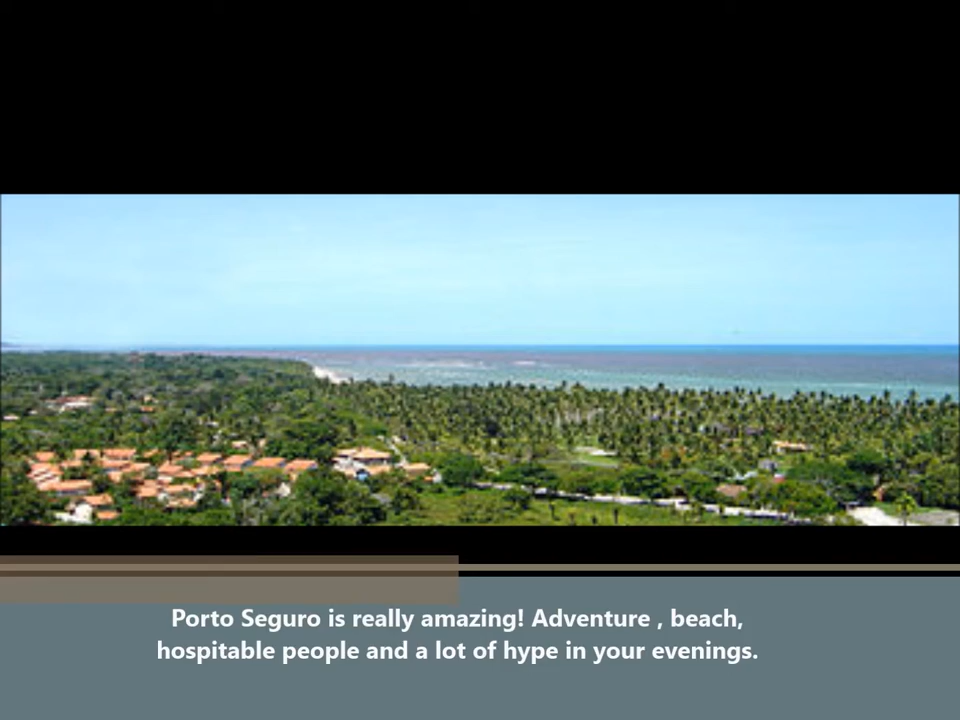 Porto Seguro is really amazing! Adventure , beach,
hospitable people and a lot of hype in your evenings.